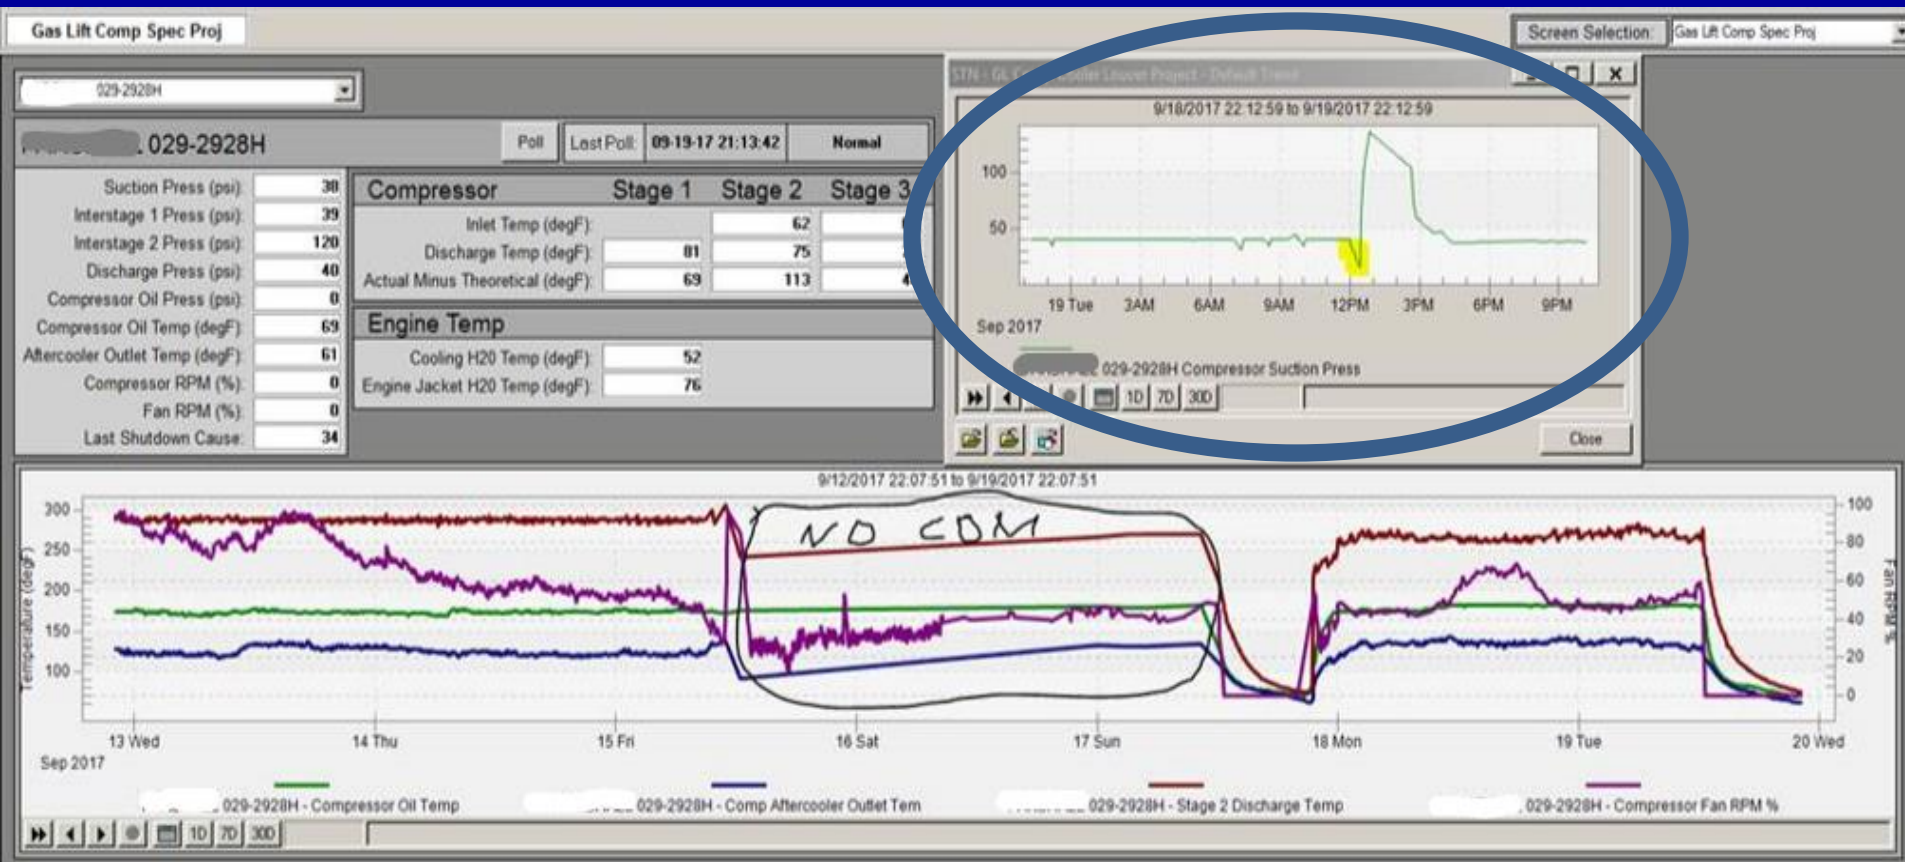 Gas Lift Comp Spec Proj
Screen Selection: Gas Lift Comp Spec Proj
029-2928H
029-2928H Poll Last Poll: 09-19-17 21:13:42 Normal
Suction Press (psi): 38
Interstage 1 Press (psi): 39
Interstage 2 Press (psi): 120
Discharge Press (psi): 40
Compressor Oil Press (psi): 0
Compressor Oil Temp (degF): 69
Aftercooler Outlet Temp (degF): 61
Compressor RPM (%): 0
Fan RPM (%): 0
Last Shutdown Cause: 34
Compressor Stage 1 Stage 2 Stage 3
Inlet Temp (degF): 62
Discharge Temp (degF): 81 75
Actual Minus Theoretical (degF): 69 113 4
Engine Temp
Cooling H20 Temp (degF): 52
Engine Jacket H20 Temp (degF): 76
STN - GL Cooler Louver Project - Default Trend
9/18/2017 22:12:59 to 9/19/2017 22:12:59
100
50
19 Tue 3AM 6AM 9AM 12PM 3PM 6PM 9PM
Sep 2017
029-2928H Compressor Suction Press
1D 7D 30D
Close
9/12/2017 22:07:51 to 9/19/2017 22:07:51
NO COM
Temperature (degF)
300
250
200
150
100
Fan RPM %
100
80
60
40
20
0
13 Wed 14 Thu 15 Fri 16 Sat 17 Sun 18 Mon 19 Tue 20 Wed
Sep 2017
029-2928H - Compressor Oil Temp
029-2928H - Comp Aftercooler Outlet Tem
029-2928H - Stage 2 Discharge Temp
029-2928H - Compressor Fan RPM %
1D 7D 30D